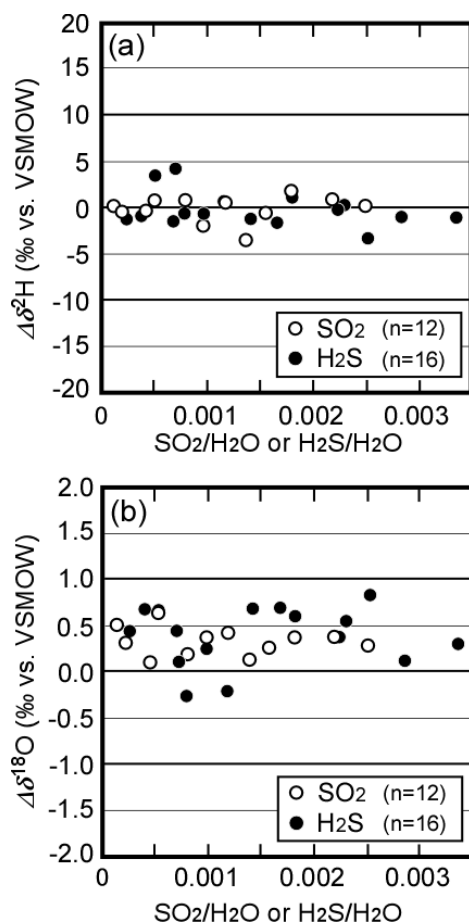 (a)
20
15
10
5
0
-5
-10
-15
20
Δδ²H (‰ vs. VSMOW)
SO₂ (n=12)
H₂S (n=16)
0 0.001 0.002 0.003
SO₂/H₂O or H₂S/H₂O
(b)
2.0
1.5
1.0
0.5
0.0
-0.5
-1.0
-1.5
-2.0
Δδ¹⁸O (‰ vs. VSMOW)
SO₂ (n=12)
H₂S (n=16)
0 0.001 0.002 0.003
SO₂/H₂O or H₂S/H₂O